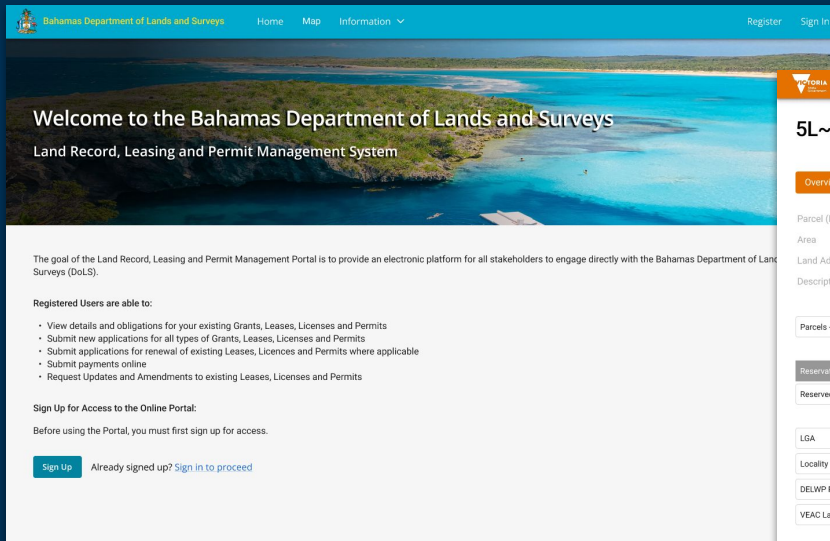 Bahamas Department of Lands and Surveys
Home
Map
Information
Register
Sign In
Welcome to the Bahamas Department of Lands and Surveys
Land Record, Leasing and Permit Management System
The goal of the Land Record, Leasing and Permit Management Portal is to provide an electronic platform for all stakeholders to engage directly with the Bahamas Department of Land
Surveys (DoLS).
Registered Users are able to:
• View details and obligations for your existing Grants, Leases, Licenses and Permits
• Submit new applications for all types of Grants, Leases, Licenses and Permits
• Submit applications for renewal of existing Leases, Licences and Permits where applicable
• Submit payments online
• Request Updates and Amendments to existing Leases, Licenses and Permits
Sign Up for Access to the Online Portal:
Before using the Portal, you must first sign up for access.
Sign Up
Already signed up? Sign in to proceed
VICTORIA
5L~
Overvi
Parcel (
Area
Land Ad
Descript
Parcels
Reserva
Reserve
LGA
Locality
DELWP
VEAC La